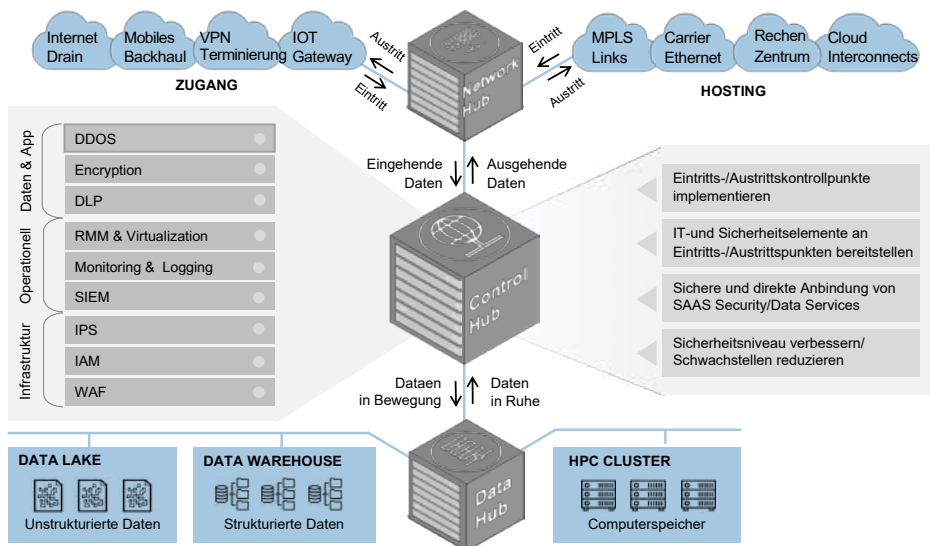 Internet
Drain
Mobiles
Backhaul
VPN
Terminierung
IOT
Gateway
ZUGANG
Austritt
Eintritt
Network
Hub
Eintritt
Austritt
MPLS
Links
Carrier
Ethernet
Rechen
Zentrum
Cloud
Interconnects
HOSTING
Daten & App
DDOS
Encryption
DLP
Operationell
RMM & Virtualization
Monitoring & Logging
SIEM
Infrastruktur
IPS
IAM
WAF
Eingehende
Daten
Ausgehende
Daten
Control
Hub
Eintritts-/Austrittskontrollpunkte
implementieren
IT-und Sicherheitselemente an
Eintritts-/Austrittspunkten bereitstellen
Sichere und direkte Anbindung von
SAAS Security/Data Services
Sicherheitsniveau verbessern/
Schwachstellen reduzieren
Dataen
in Bewegung
Daten
in Ruhe
Data
Hub
DATA LAKE
Unstrukturierte Daten
DATA WAREHOUSE
Strukturierte Daten
HPC CLUSTER
Computerspeicher